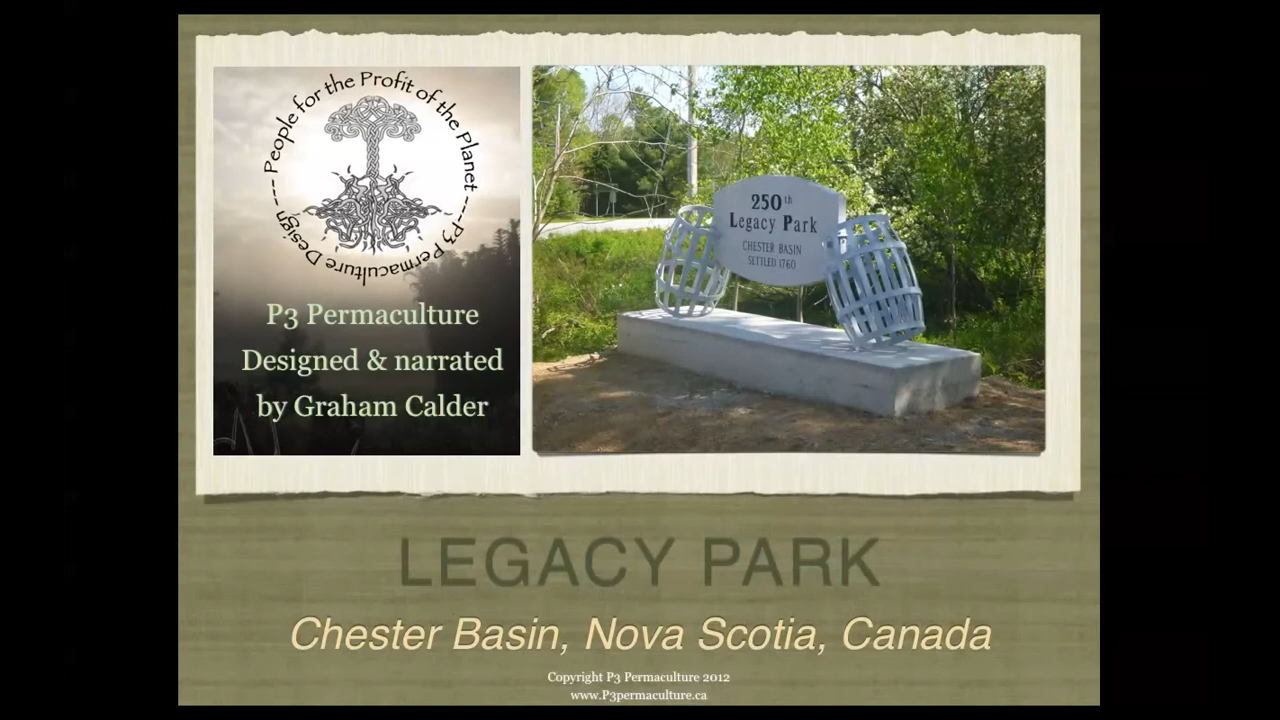 People for the Profit of the Planet ---P3 Permaculture Design----
P3 Permaculture
Designed & narrated
by Graham Calder
250th
Legacy Park
CHESTER BASIN
SETTLED 1760
LEGACY PARK
Chester Basin, Nova Scotia, Canada
Copyright P3 Permaculture 2012
www.P3permaculture.ca